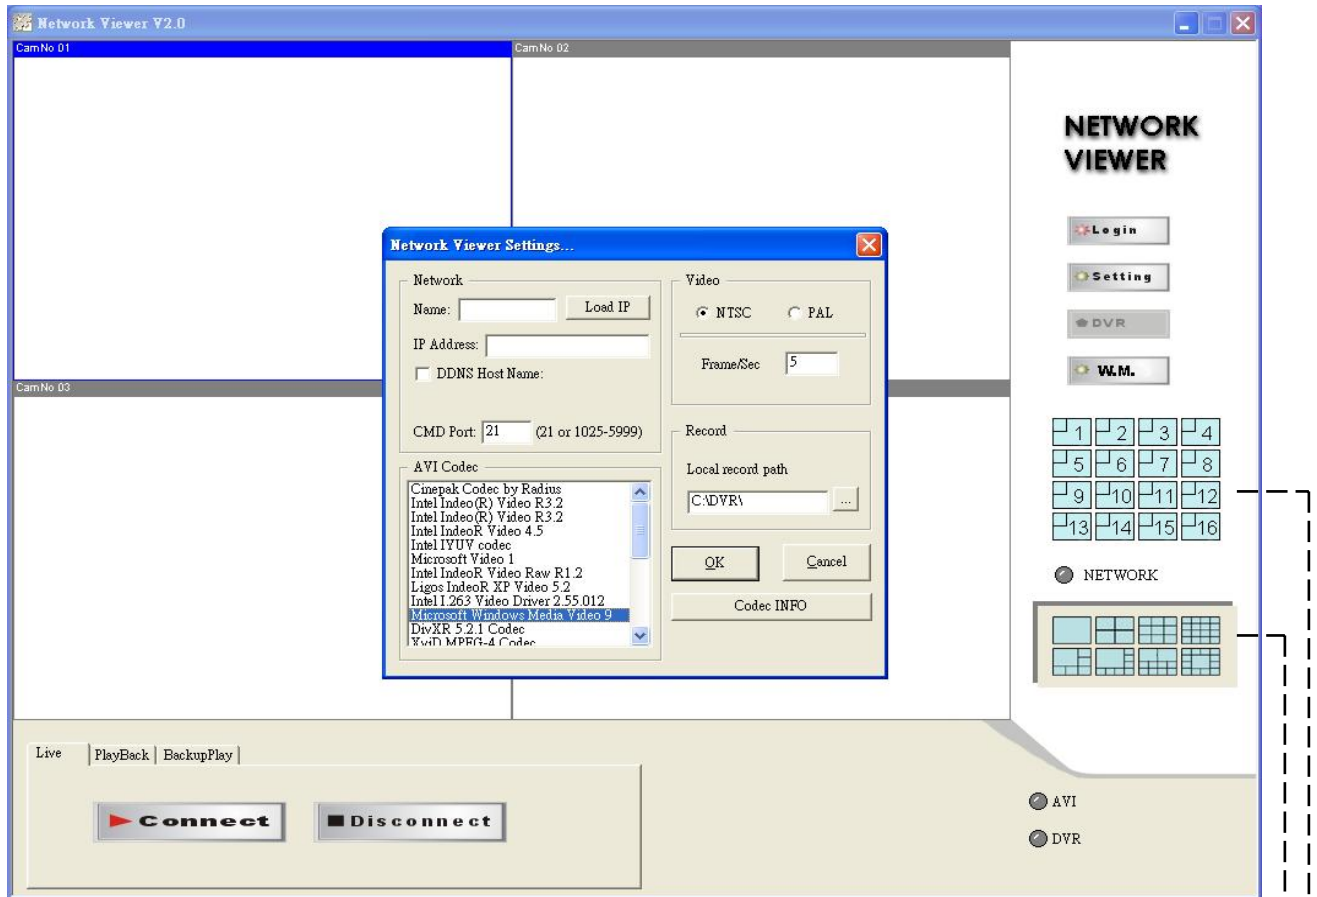 Network Viewer V2.0
CamNo 01
CamNo 02
NETWORK
VIEWER
Login
Setting
DVR
W.M.
Network Viewer Settings...
Network
Name:
Load IP
IP Address:
DDNS Host Name:
CMD Port: 21 (21 or 1025-5999)
Video
NTSC PAL
Frame/Sec 5
CamNo 03
AVI Codec
Cinepak Codec by Radius
Intel Indeo(R) Video R3.2
Intel Indeo(R) Video R3.2
Intel IndeoR Video 4.5
Intel IYUV codec
Microsoft Video 1
Intel IndeoR Video Raw R1.2
Ligos IndeoR XP Video 5.2
Intel I.263 Video Driver 2.55.012
Microsoft Windows Media Video 9
DivXR 5.2.1 Codec
XviD MPEG-4 Codec
Record
Local record path
C:\DVR\ ...
OK Cancel
Codec INFO
1 2 3 4
5 6 7 8
9 10 11 12
13 14 15 16
NETWORK
Live PlayBack BackupPlay
Connect Disconnect
AVI
DVR